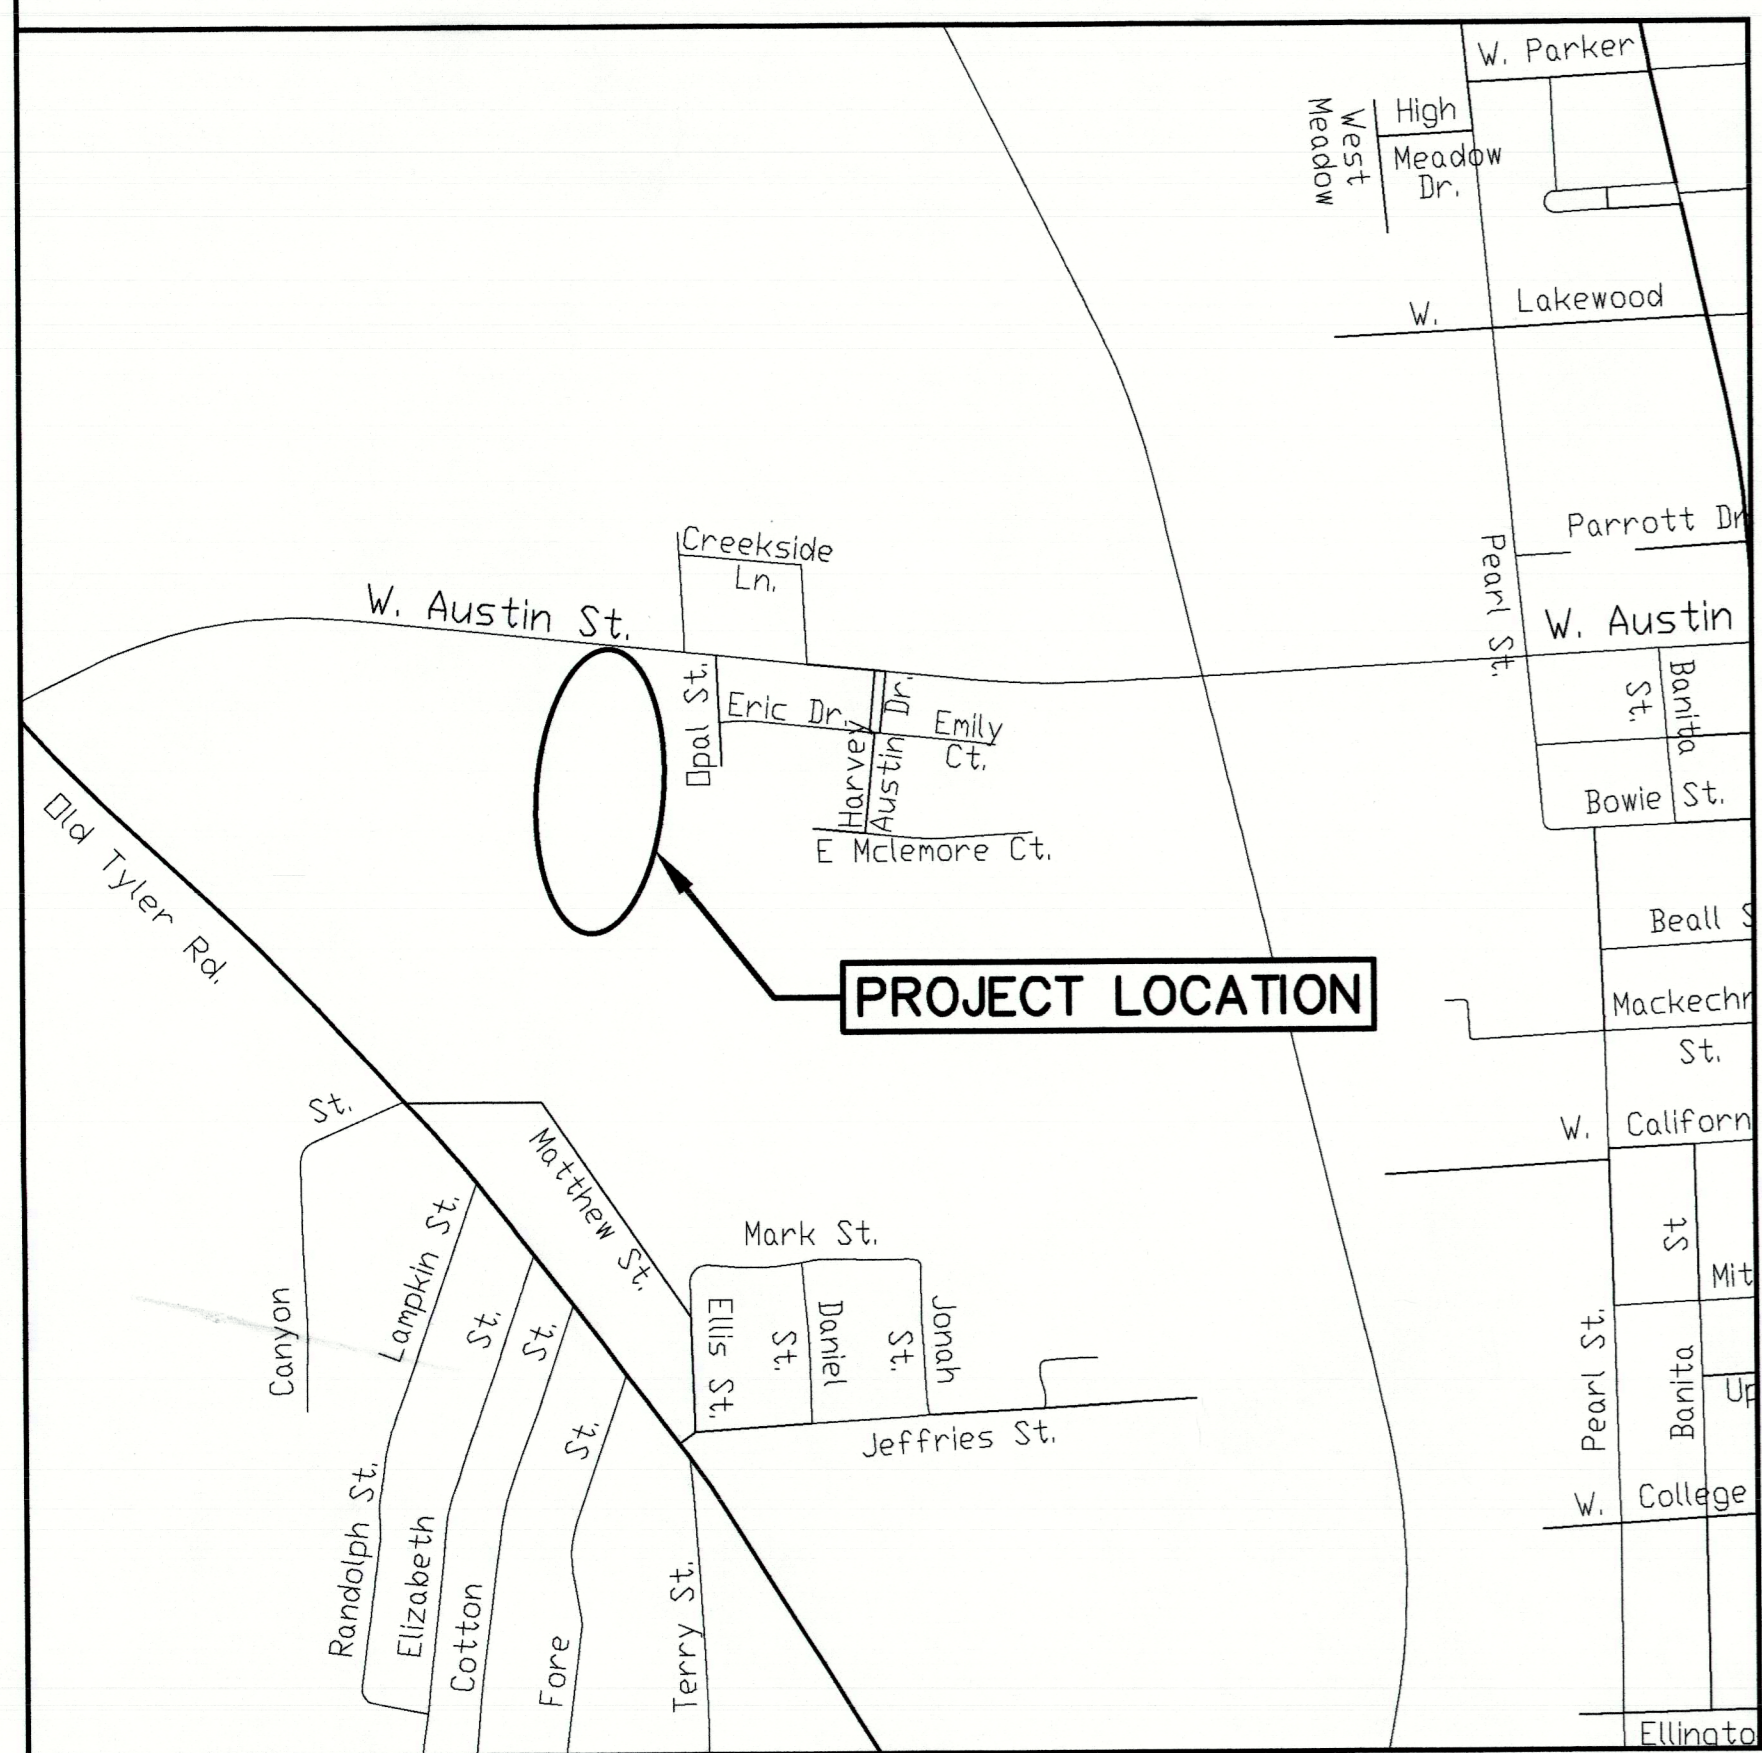 W. Parker
High
Meadow
Dr.
West
Meadow
W. Lakewood
Parrott Dr
Pearl St.
W. Austin
Banita
St.
Bowie St.
Creekside
Ln.
W. Austin St.
Opal St.
Eric Dr.
Harvey
Austin Dr.
Emily
Ct.
E Mclemore Ct.
Old Tyler Rd.
PROJECT LOCATION
Beall S
Mackechn
St.
W. Californ
Canyon St.
Matthew St.
Lampkin St.
Mark St.
Ellis St.
Daniel
St.
Jonah
St.
Jeffries St.
Pearl St.
Banita St
Mit
Up
W. College
Randolph St.
Elizabeth St.
Cotton St.
Fore St.
Terry St.
Ellingto